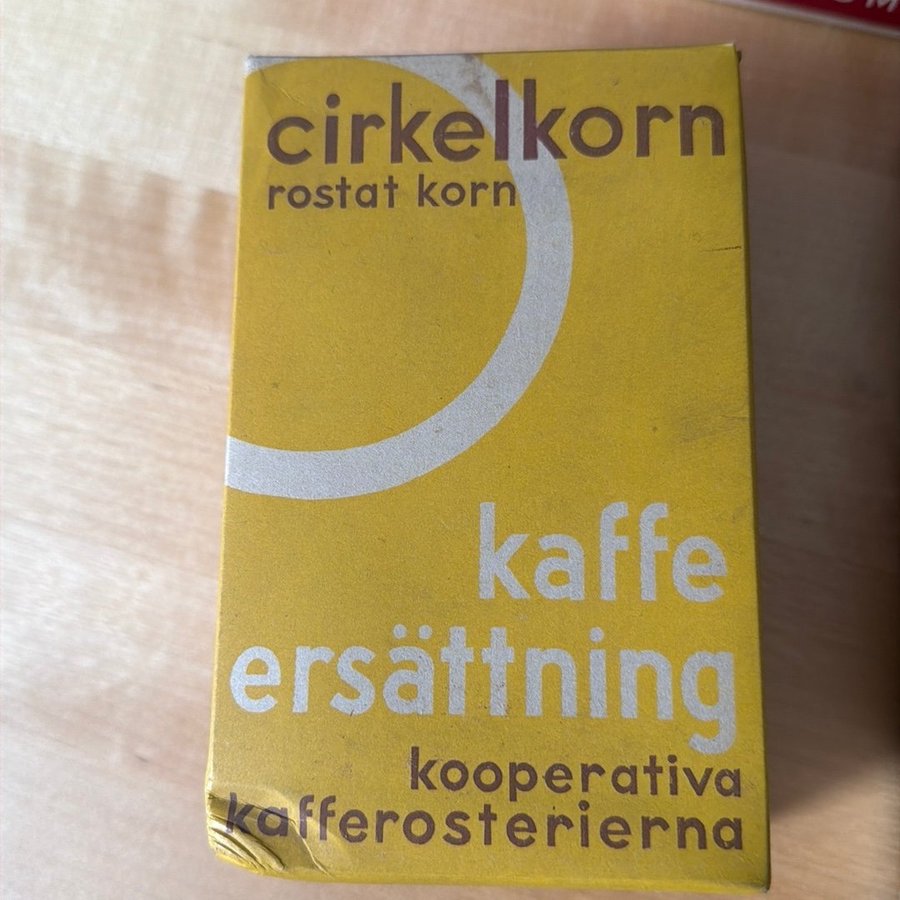 cirkelkorn
rostat korn
kaffe
ersättning
kooperativa
kafferosterierna